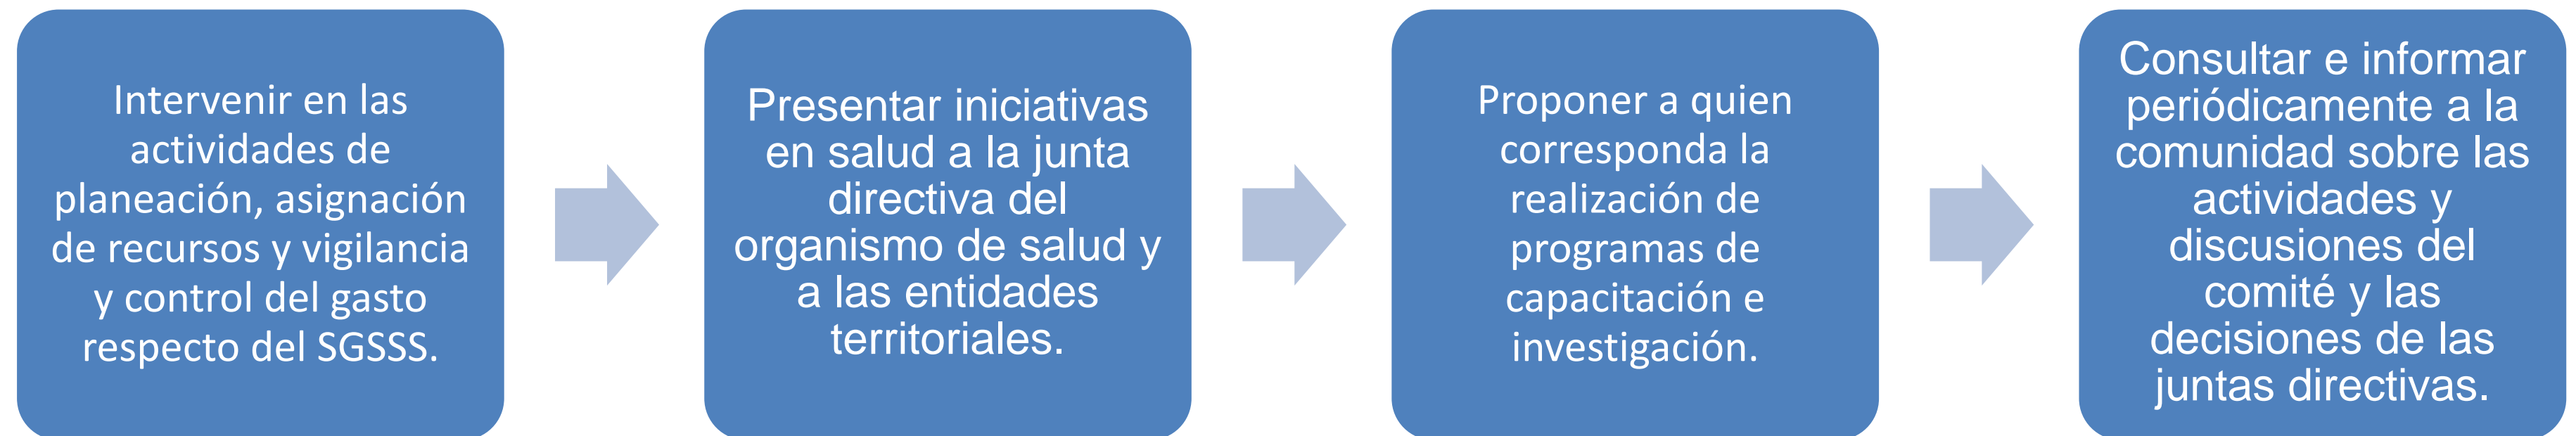 Intervenir en las
actividades de
planeación, asignación
de recursos y vigilancia
y control del gasto
respecto del SGSSS.
Presentar iniciativas
en salud a la junta
directiva del
organismo de salud y
a las entidades
territoriales.
Proponer a quien
corresponda la
realización de
programas de
capacitación e
investigación.
Consultar e informar
periódicamente a la
comunidad sobre las
actividades y
discusiones del
comité y las
decisiones de las
juntas directivas.